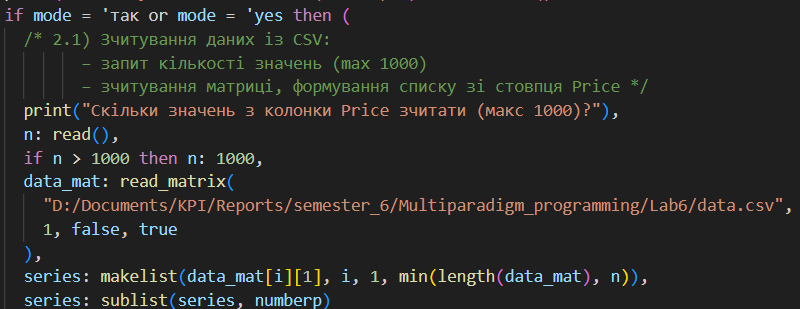 if mode = 'так or mode = 'yes then (
/* 2.1) Зчитування даних із CSV:
– запит кількості значень (max 1000)
– зчитування матриці, формування списку зі стовпця Price */
print("Скільки значень з колонки Price зчитати (макс 1000)?"),
n: read(),
if n > 1000 then n: 1000,
data_mat: read_matrix(
"D:/Documents/KPI/Reports/semester_6/Multiparadigm_programming/Lab6/data.csv",
1, false, true
),
series: makelist(data_mat[i][1], i, 1, min(length(data_mat), n)),
series: sublist(series, numberp)